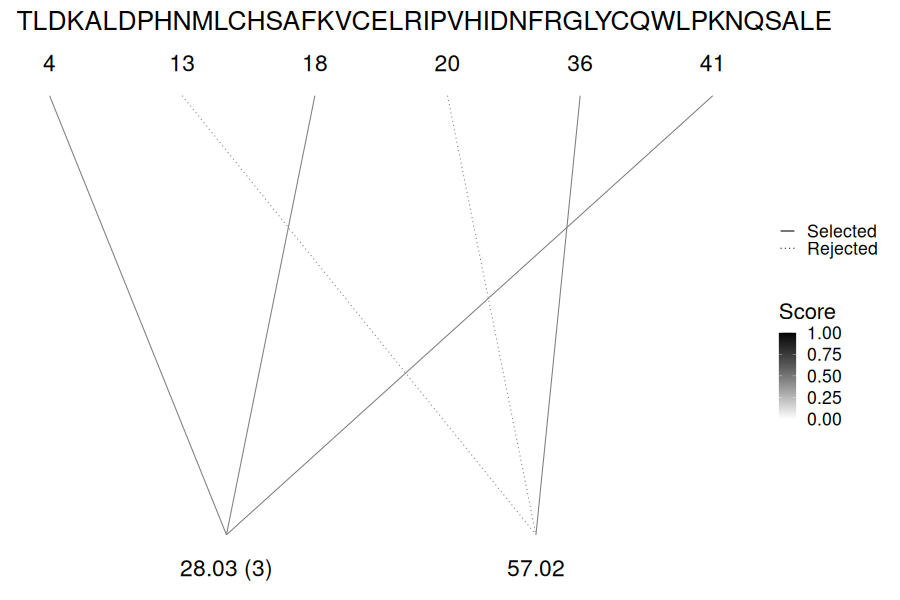 TLDKALDPHNMLCHSAFKVCELRIPVHIDNFRGLYCQWLPKNQSALE
4 13 18 20 36 41
Selected
Rejected
Score
1.00
0.75
0.50
0.25
0.00
28.03 (3) 57.02